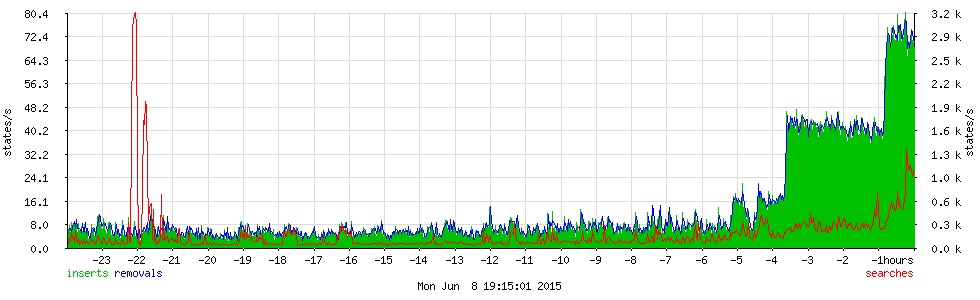 80.4 3.2 k
72.4 2.9 k
64.3 2.5 k
56.3 2.2 k
48.2 1.9 k
40.2 1.6 k
32.2 1.3 k
24.1 1.0 k
16.1 0.6 k
8.0 0.3 k
0.0 0.0 k
states/s
states/s
-23 -22 -21 -20 -19 -18 -17 -16 -15 -14 -13 -12 -11 -10 -9 -8 -7 -6 -5 -4 -3 -2 -1hours
inserts removals searches
Mon Jun 8 19:15:01 2015